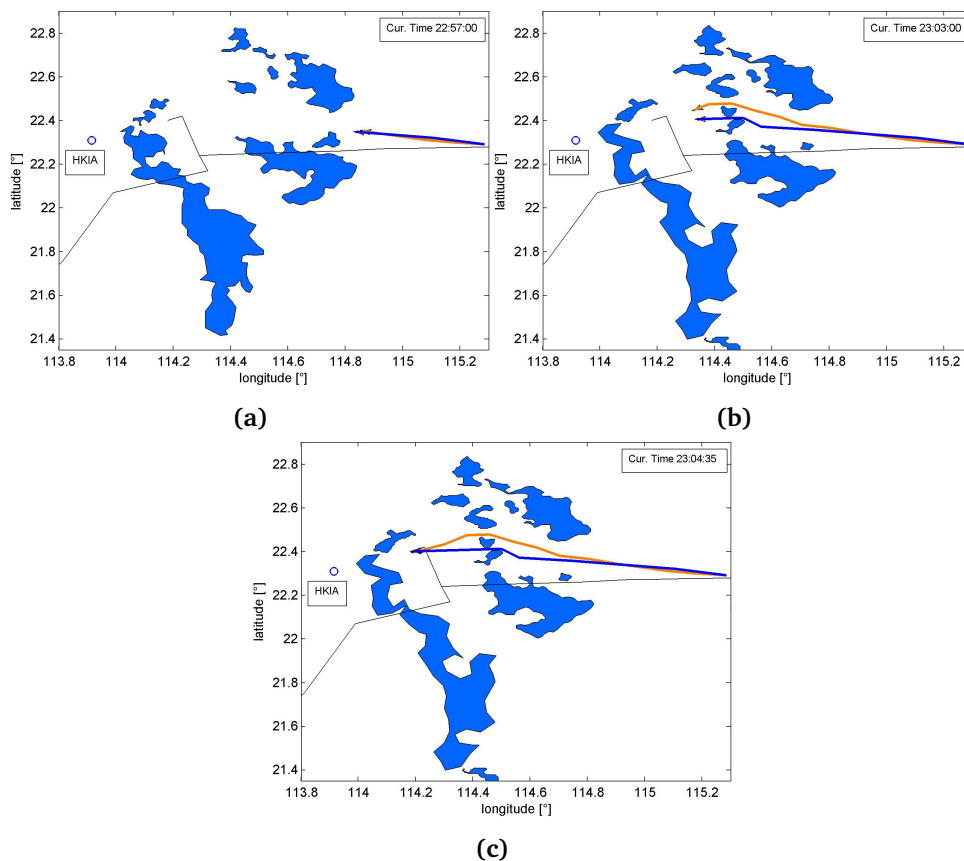 Cur. Time 22:57:00
22.8
22.6
22.4
22.2
22
21.8
21.6
21.4
latitude [°]
HKIA
113.8 114 114.2 114.4 114.6 114.8 115 115.2
longitude [°]
(a)
Cur. Time 23:03:00
22.8
22.6
22.4
22.2
22
21.8
21.6
21.4
latitude [°]
HKIA
113.8 114 114.2 114.4 114.6 114.8 115 115.2
longitude [°]
(b)
Cur. Time 23:04:35
22.8
22.6
22.4
22.2
22
21.8
21.6
21.4
latitude [°]
HKIA
113.8 114 114.2 114.4 114.6 114.8 115 115.2
longitude [°]
(c)